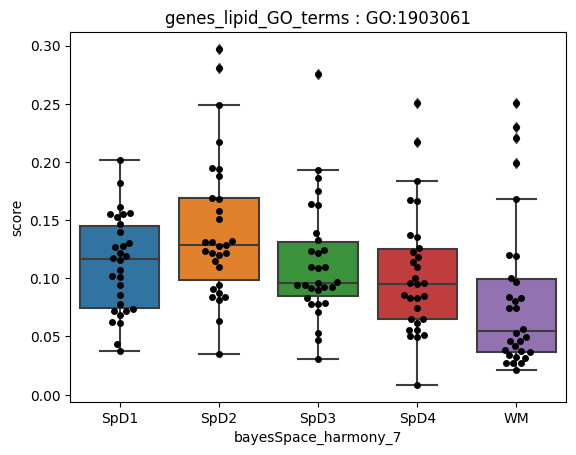 genes_lipid_GO_terms : GO:1903061
score
0.30
0.25
0.20
0.15
0.10
0.05
0.00
SpD1 SpD2 SpD3 SpD4 WM
bayesSpace_harmony_7